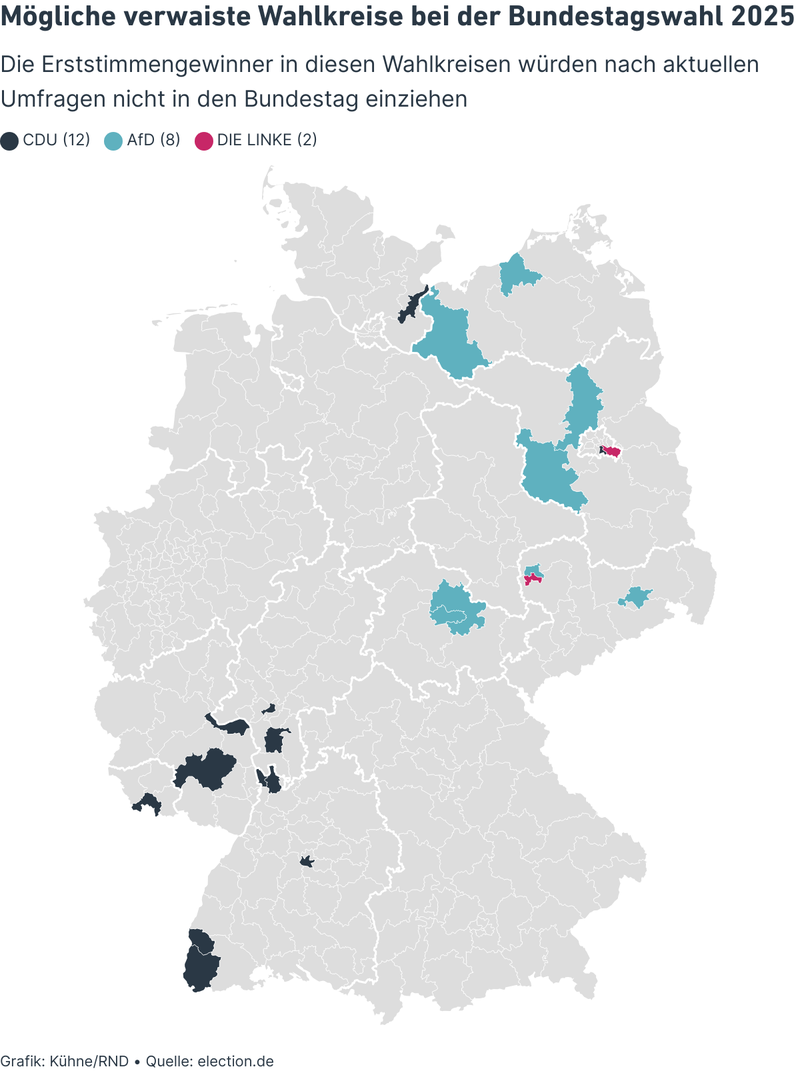 Mögliche verwaiste Wahlkreise bei der Bundestagswahl 2025
Die Erststimmengewinner in diesen Wahlkreisen würden nach aktuellen
Umfragen nicht in den Bundestag einziehen
CDU (12) AfD (8) DIE LINKE (2)
Grafik: Kühne/RND • Quelle: election.de